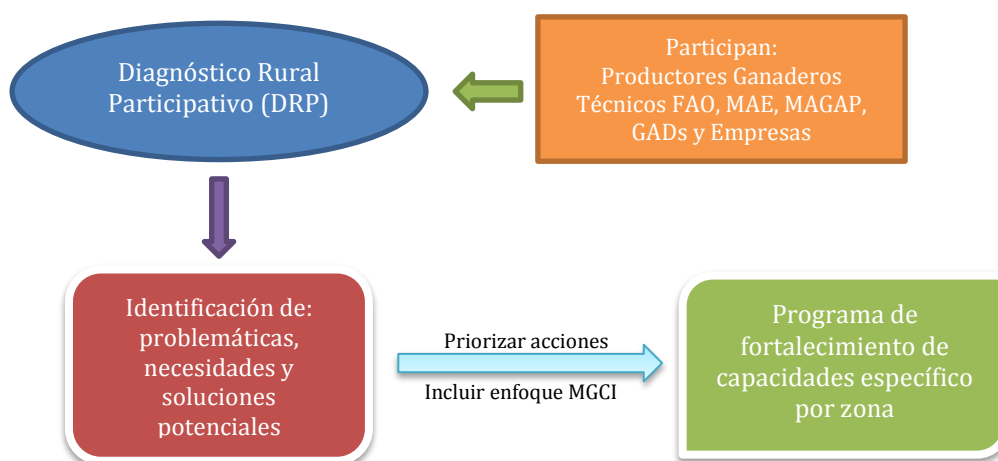 Diagnóstico Rural
Participativo (DRP)
Participan:
Productores Ganaderos
Técnicos FAO, MAE, MAGAP,
GADs y Empresas
Identificación de:
problemáticas,
necesidades y
soluciones
potenciales
Priorizar acciones
Incluir enfoque MGCI
Programa de
fortalecimiento de
capacidades específico
por zona